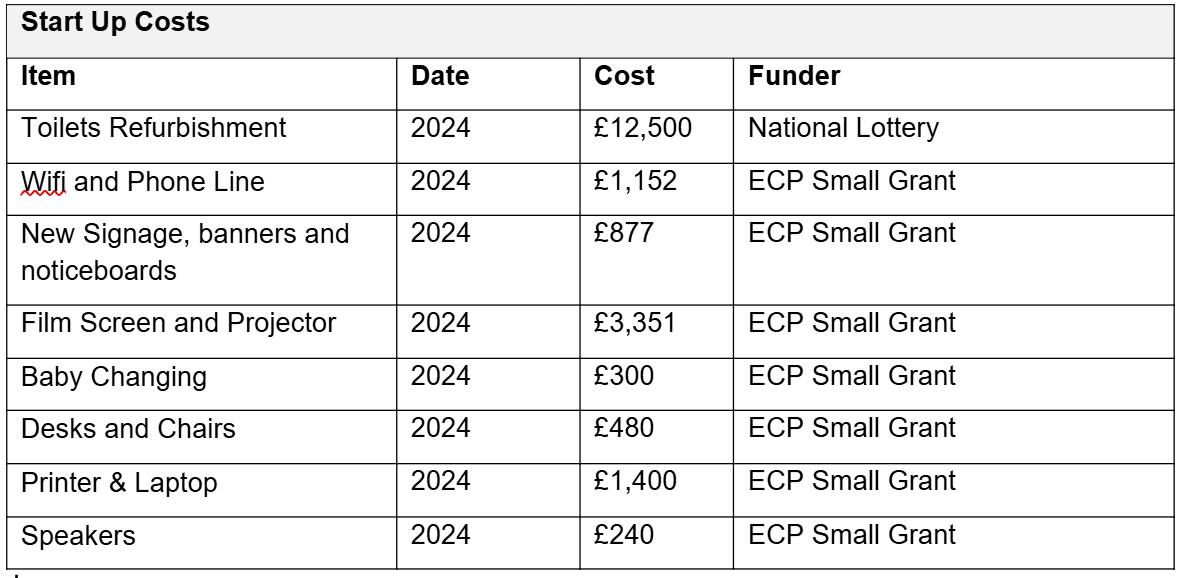 Start Up Costs
Item Date Cost Funder
Toilets Refurbishment 2024 £12,500 National Lottery
Wifi and Phone Line 2024 £1,152 ECP Small Grant
New Signage, banners and 2024 £877 ECP Small Grant
noticeboards
Film Screen and Projector 2024 £3,351 ECP Small Grant
Baby Changing 2024 £300 ECP Small Grant
Desks and Chairs 2024 £480 ECP Small Grant
Printer & Laptop 2024 £1,400 ECP Small Grant
Speakers 2024 £240 ECP Small Grant